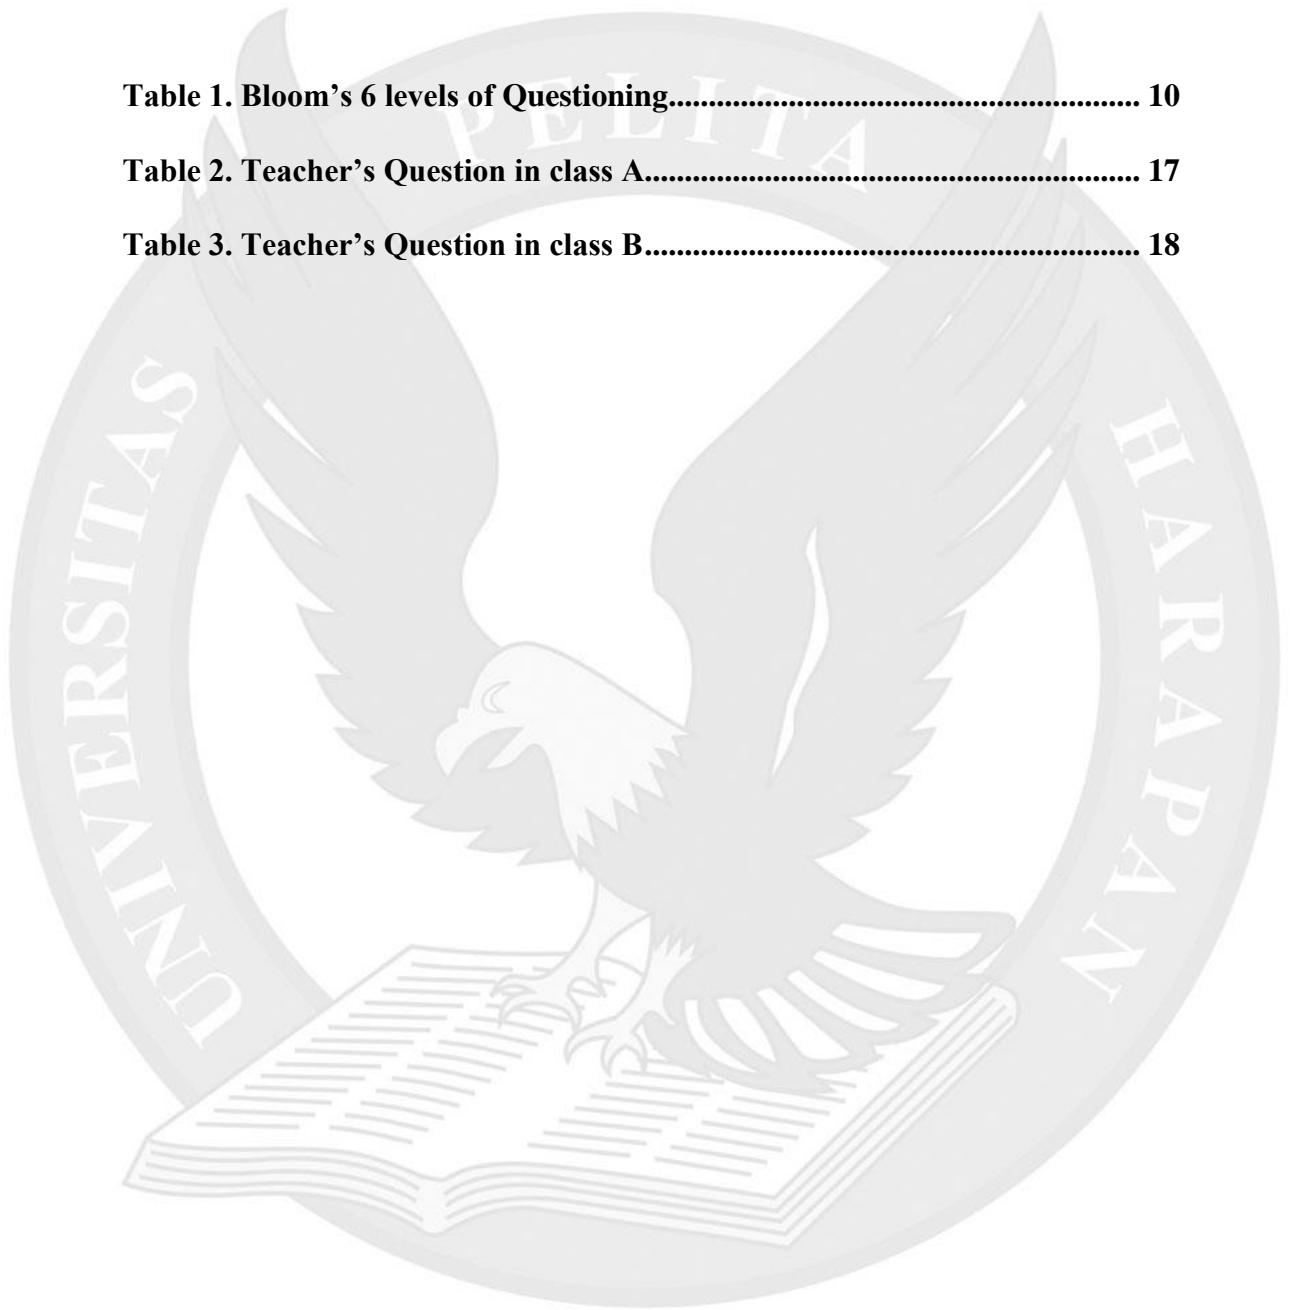 Table 1. Bloom’s 6 levels of Questioning........................................................... 10
Table 2. Teacher’s Question in class A.............................................................. 17
Table 3. Teacher’s Question in class B.............................................................. 18
UNIVERSITAS PELITA HARAPAN